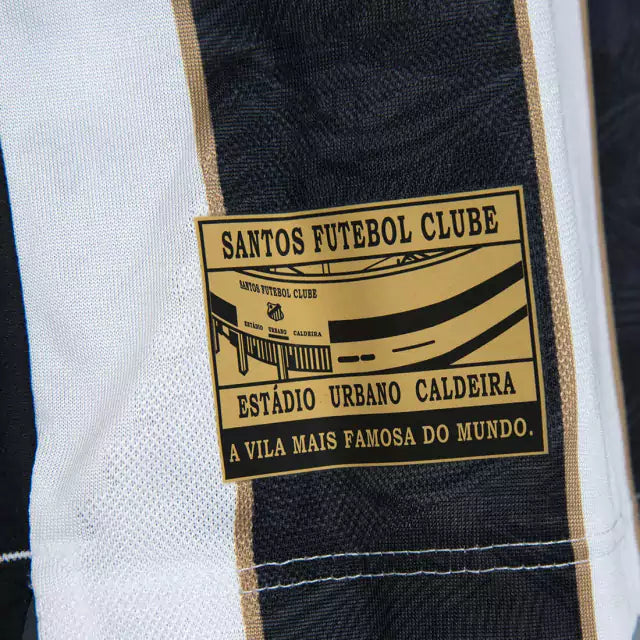 SANTOS FUTEBOL CLUBE
SANTOS FUTEBOL CLUBE
ESTÁDIO URBANO CALDEIRA
ESTÁDIO URBANO CALDEIRA
A VILA MAIS FAMOSA DO MUNDO.